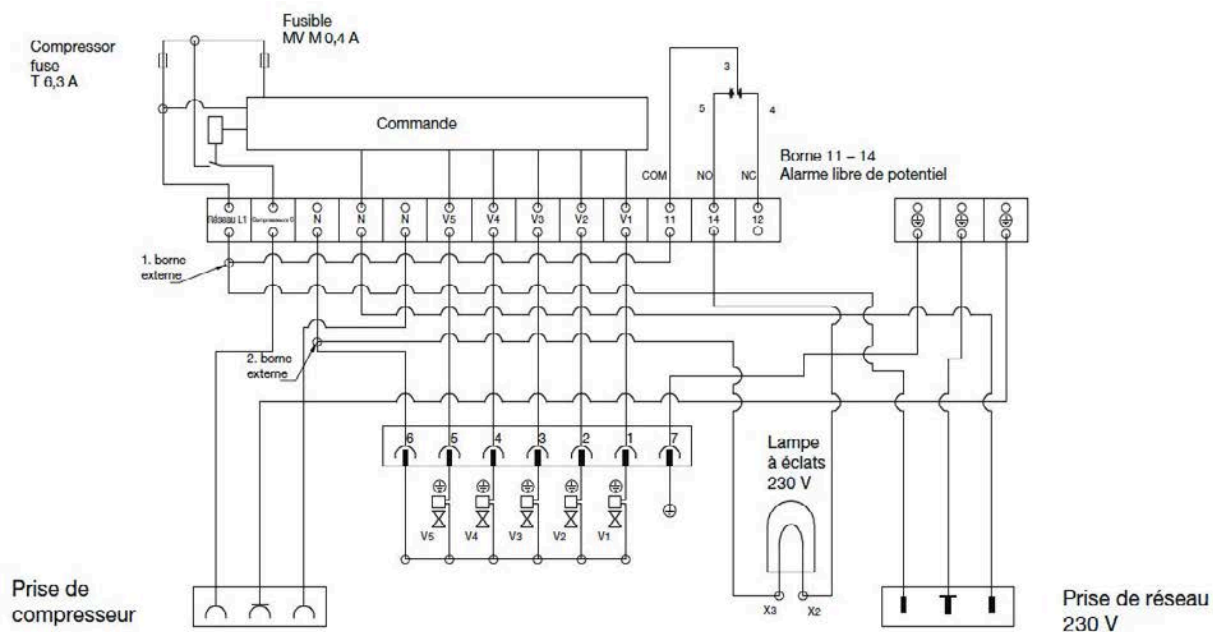 Fusible
MV M 0,4 A
Compressor
fuse
T 6,3 A
Commande
3
5
4
Borne 11 – 14
Alarme libre de potentiel
COM
NO
NC
Réseau L1
N
N
N
V5
V4
V3
V2
V1
11
14
12
1. borne
externe
2. borne
externe
6
5
4
3
2
1
7
Lampe
à éclats
230 V
V5
V4
V3
V2
V1
X3
X2
Prise de
compresseur
Prise de réseau
230 V